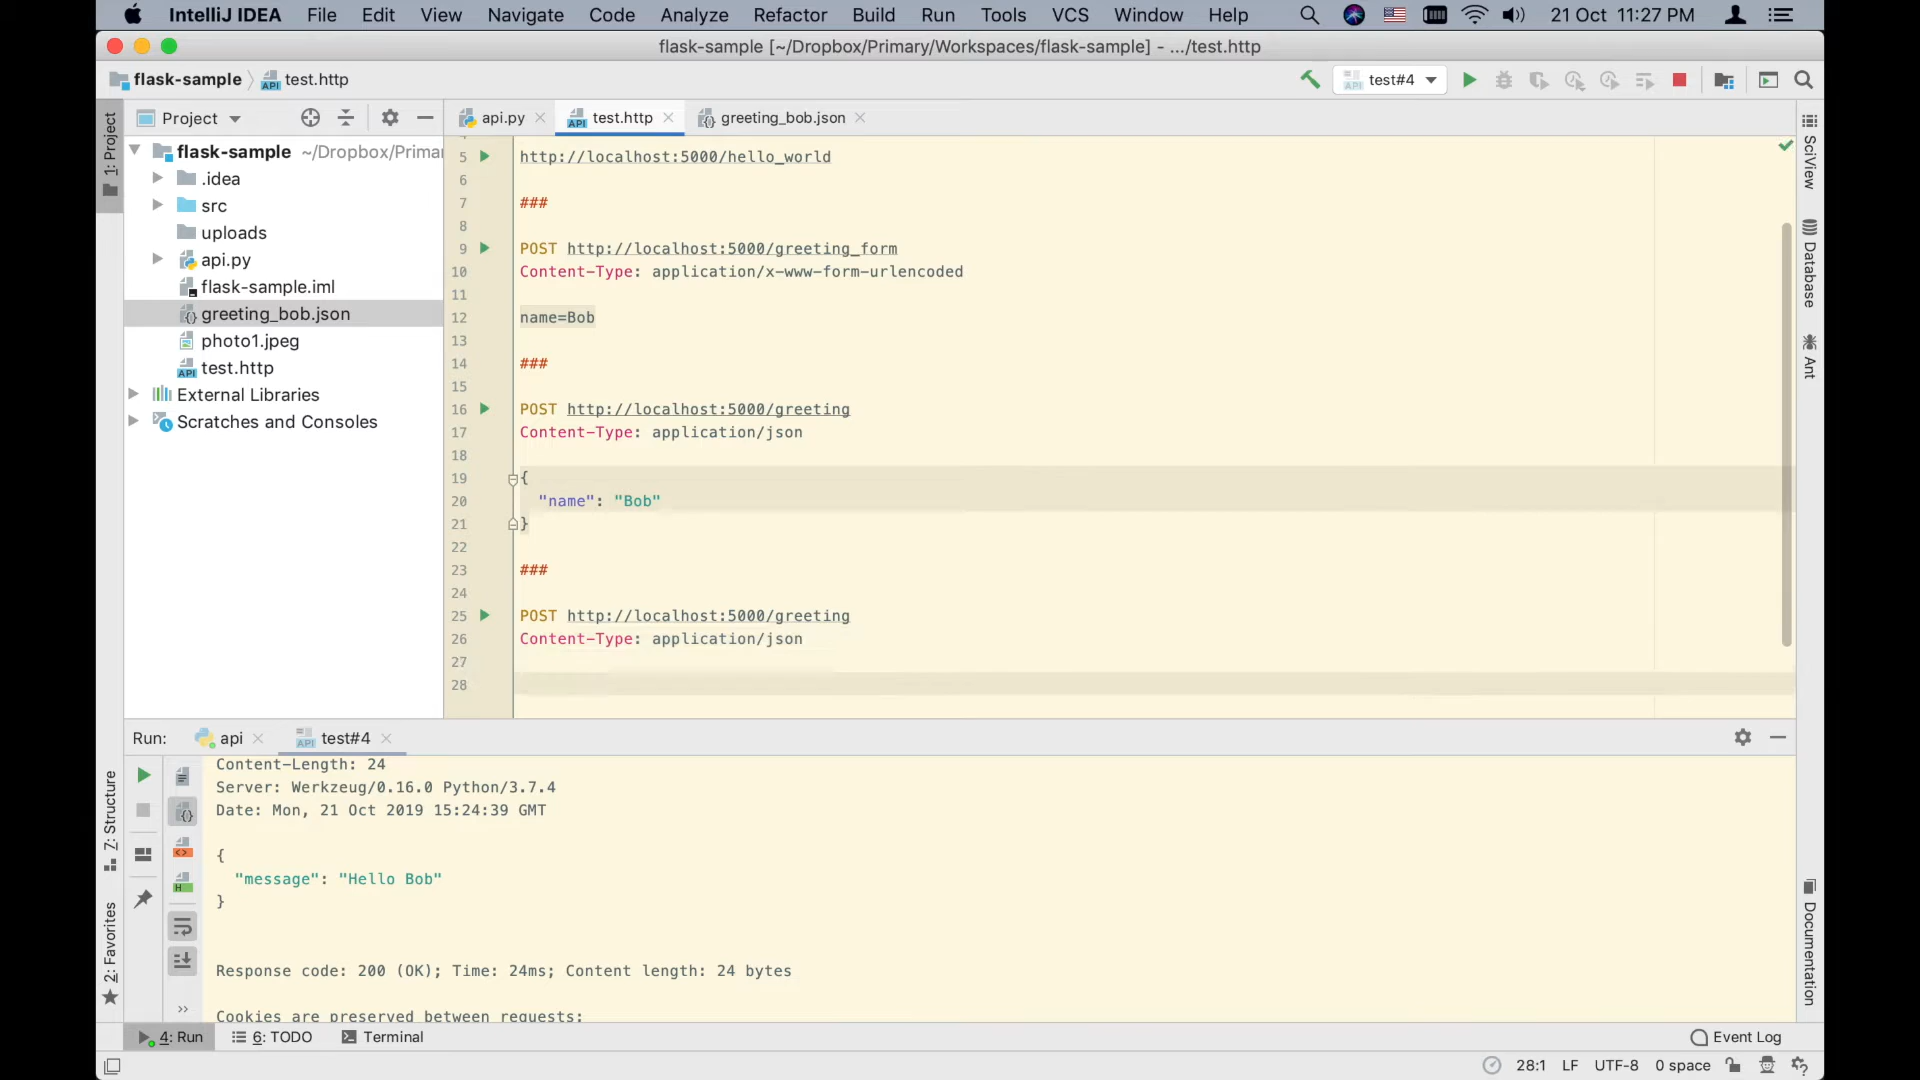 IntelliJ IDEA File Edit View Navigate Code Analyze Refactor Build Run Tools VCS Window Help 21 Oct 11:27 PM
flask-sample [~/Dropbox/Primary/Workspaces/flask-sample] - .../test.http
flask-sample test.http test#4
1: Project
Project
api.py test.http greeting_bob.json
flask-sample ~/Dropbox/Primar
.idea
src
uploads
api.py
flask-sample.iml
greeting_bob.json
photo1.jpeg
test.http
External Libraries
Scratches and Consoles
5 http://localhost:5000/hello_world
6
7 ###
8
9 POST http://localhost:5000/greeting_form
10 Content-Type: application/x-www-form-urlencoded
11
12 name=Bob
13
14 ###
15
16 POST http://localhost:5000/greeting
17 Content-Type: application/json
18
19 {
20 "name": "Bob"
21 }
22
23 ###
24
25 POST http://localhost:5000/greeting
26 Content-Type: application/json
27
28
SciView
Database
Ant
Run: api test#4
Content-Length: 24
Server: Werkzeug/0.16.0 Python/3.7.4
Date: Mon, 21 Oct 2019 15:24:39 GMT
{
"message": "Hello Bob"
}
Response code: 200 (OK); Time: 24ms; Content length: 24 bytes
Cookies are preserved between requests:
7: Structure
2: Favorites
Documentation
4: Run 6: TODO Terminal Event Log
28:1 LF UTF-8 0 space